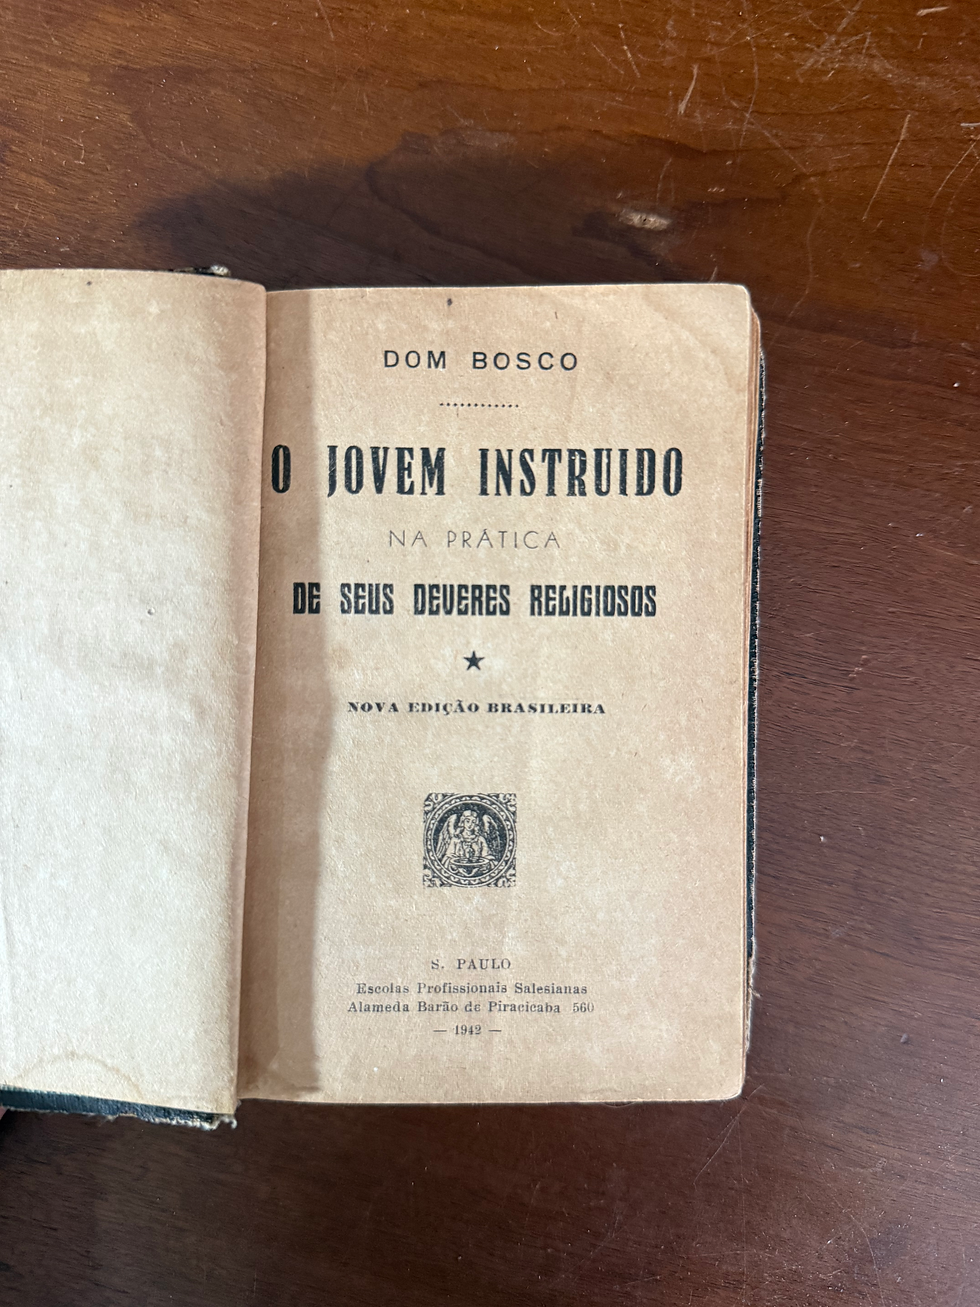 DOM BOSCO
O JOVEM INSTRUIDO
NA PRÁTICA
DE SEUS DEVERES RELIGIOSOS
NOVA EDIÇÃO BRASILEIRA
S. PAULO
Escolas Profissionais Salesianas
Alameda Barão de Piracicaba 560
— 1942 —